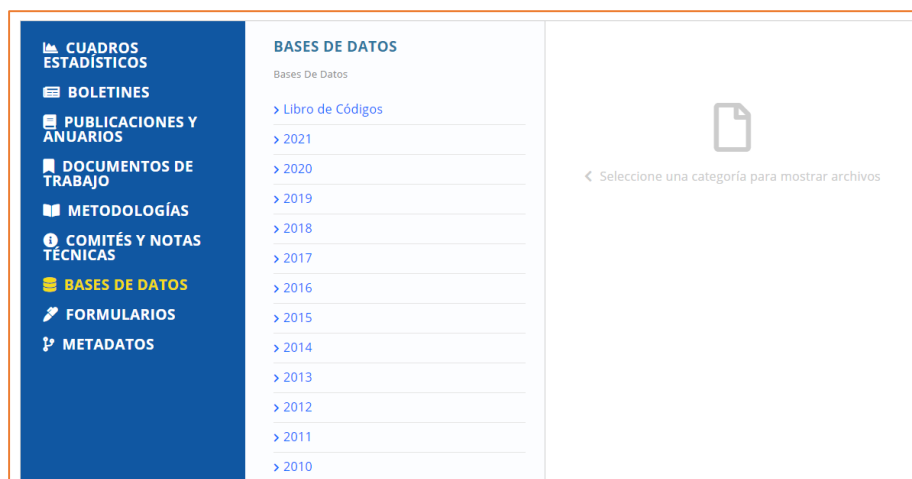 CUADROS
ESTADÍSTICOS
BOLETINES
PUBLICACIONES Y
ANUARIOS
DOCUMENTOS DE
TRABAJO
METODOLOGÍAS
COMITÉS Y NOTAS
TÉCNICAS
BASES DE DATOS
FORMULARIOS
METADATOS
BASES DE DATOS
Bases De Datos
Libro de Códigos
2021
2020
2019
2018
2017
2016
2015
2014
2013
2012
2011
2010
Seleccione una categoría para mostrar archivos